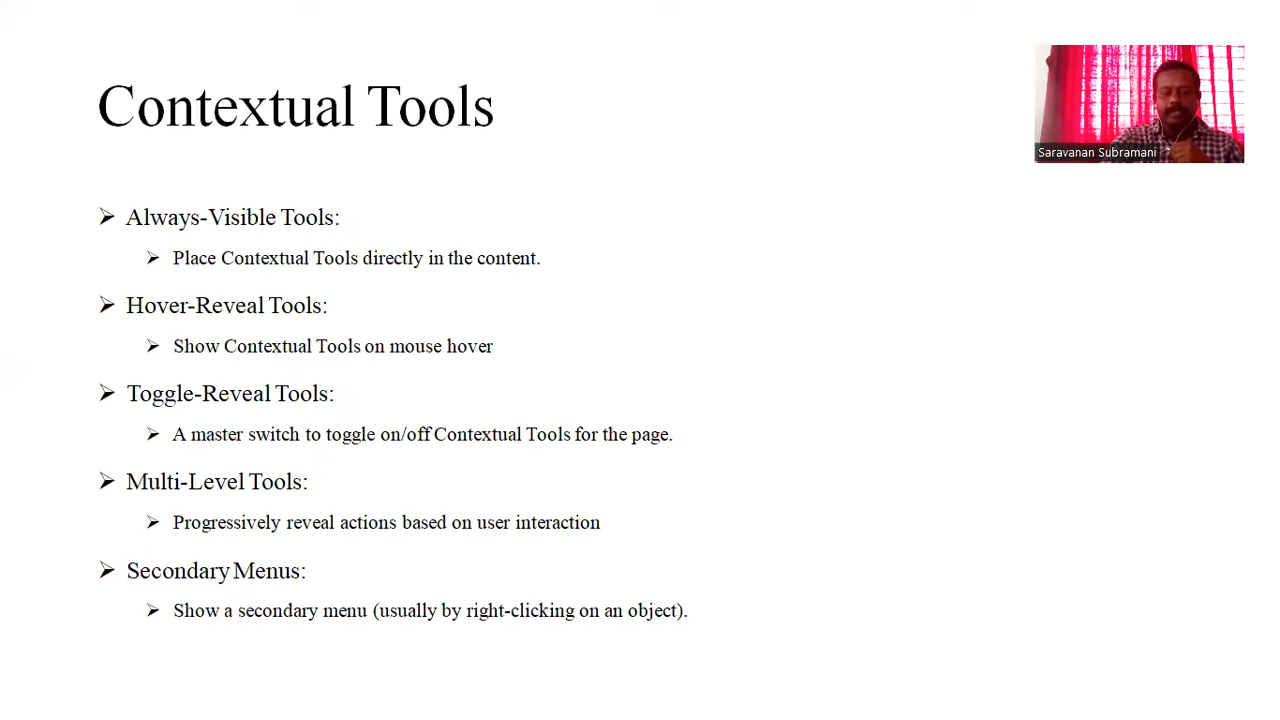 Contextual Tools
Saravanan Subramani
Always-Visible Tools:
Place Contextual Tools directly in the content.
Hover-Reveal Tools:
Show Contextual Tools on mouse hover
Toggle-Reveal Tools:
A master switch to toggle on/off Contextual Tools for the page.
Multi-Level Tools:
Progressively reveal actions based on user interaction
Secondary Menus:
Show a secondary menu (usually by right-clicking on an object).